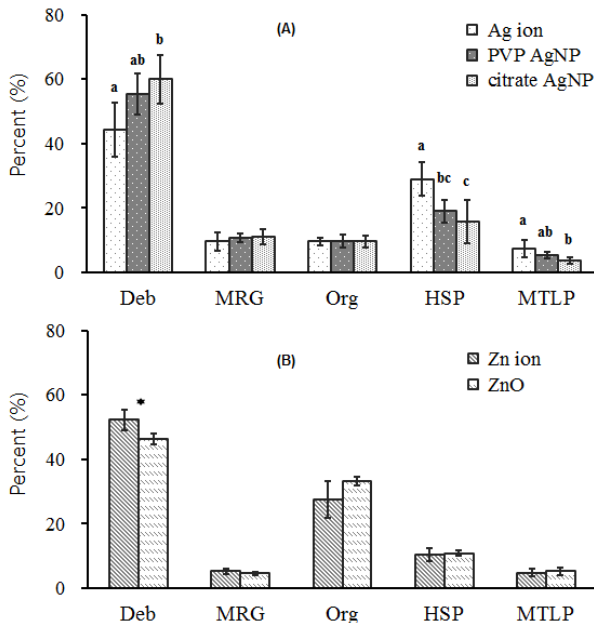 80
(A)
Ag ion
PVP AgNP
citrate AgNP
Percent (%)
60
40
20
0
a ab b
a bc c
a ab b
Deb MRG Org HSP MTLP
80
(B)
Zn ion
ZnO
Percent (%)
60
40
20
0
*
Deb MRG Org HSP MTLP